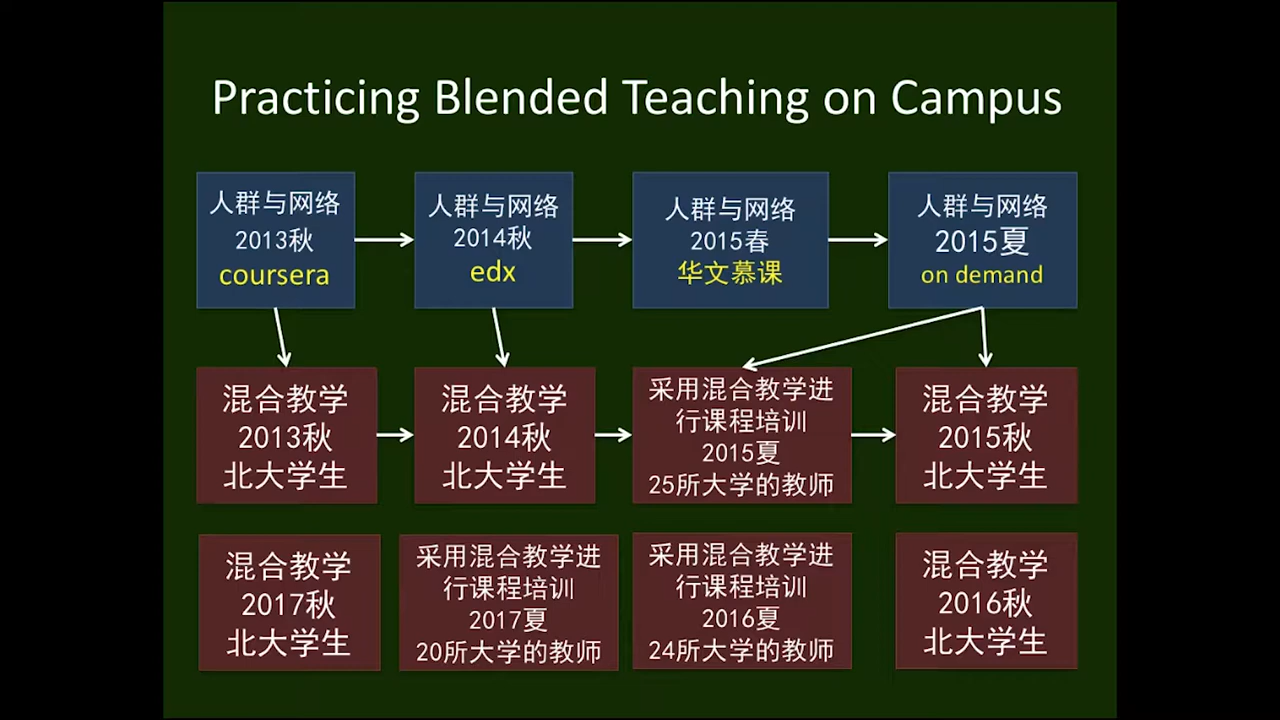 Practicing Blended Teaching on Campus
人群与网络
2013秋
coursera
人群与网络
2014秋
edx
人群与网络
2015春
华文慕课
人群与网络
2015夏
on demand
混合教学
2013秋
北大学生
混合教学
2014秋
北大学生
采用混合教学进
行课程培训
2015夏
25所大学的教师
混合教学
2015秋
北大学生
混合教学
2017秋
北大学生
采用混合教学进
行课程培训
2017夏
20所大学的教师
采用混合教学进
行课程培训
2016夏
24所大学的教师
混合教学
2016秋
北大学生